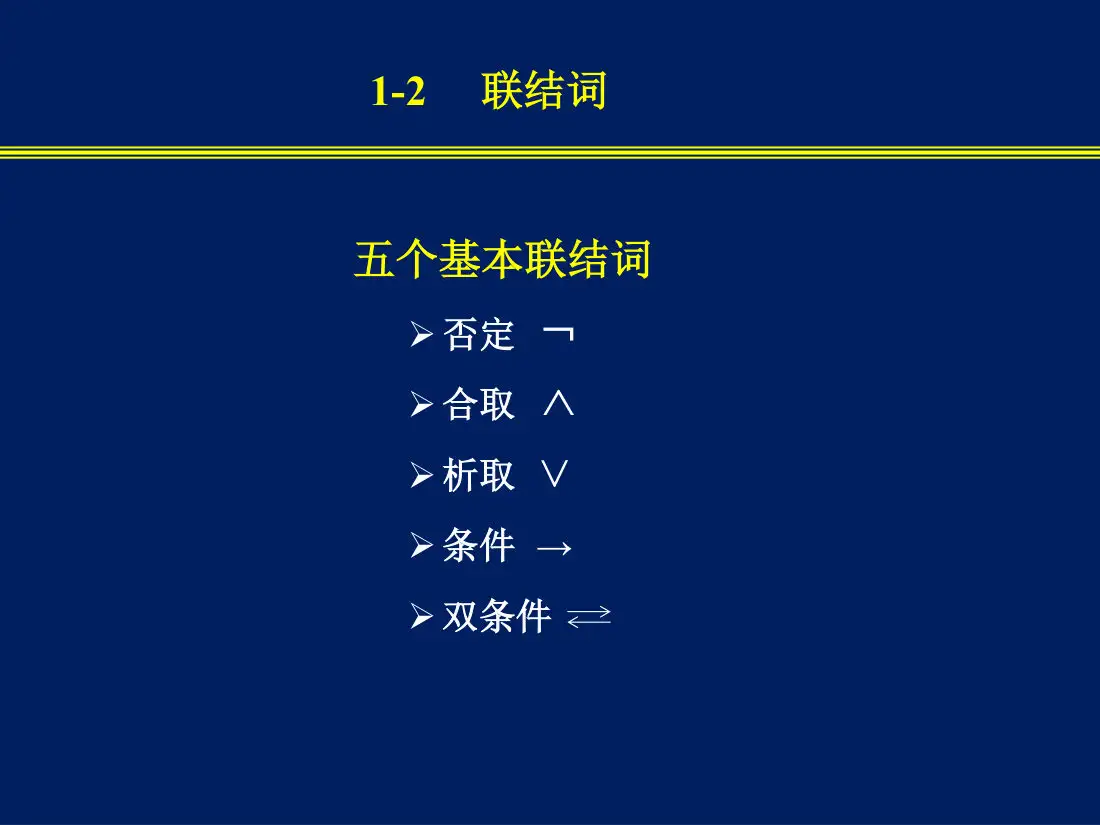 1-2 联结词
五个基本联结词
➢ 否定 ￢
➢ 合取 ∧
➢ 析取 ∨
➢ 条件 →
➢ 双条件 ⇄